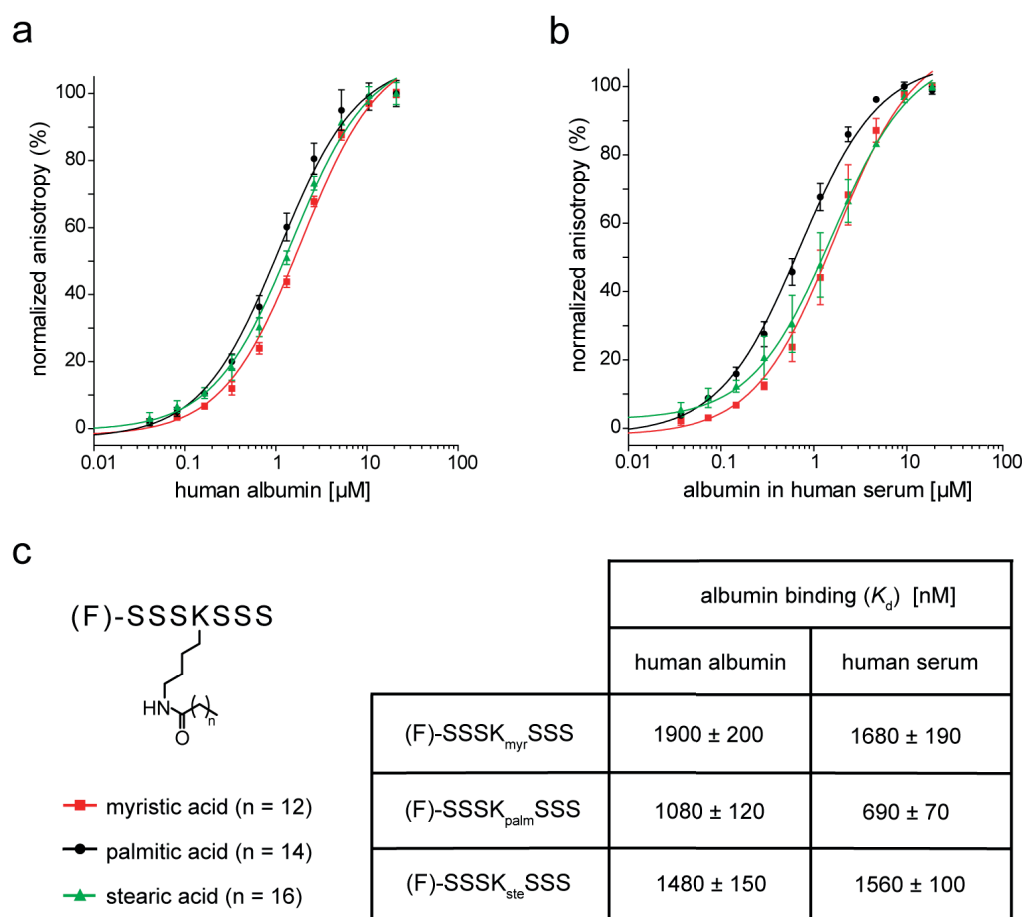 a
normalized anisotropy (%)
100
80
60
40
20
0
0.01 0.1 1 10 100
human albumin [µM]
b
normalized anisotropy (%)
100
80
60
40
20
0
0.01 0.1 1 10 100
albumin in human serum [µM]
c
(F)-SSSKSSS
HN
n
O
myristic acid (n = 12)
palmitic acid (n = 14)
stearic acid (n = 16)
albumin binding (Kd) [nM]
human albumin human serum
(F)-SSSKmyrSSS 1900 ± 200 1680 ± 190
(F)-SSSKpalmSSS 1080 ± 120 690 ± 70
(F)-SSSKsteSSS 1480 ± 150 1560 ± 100